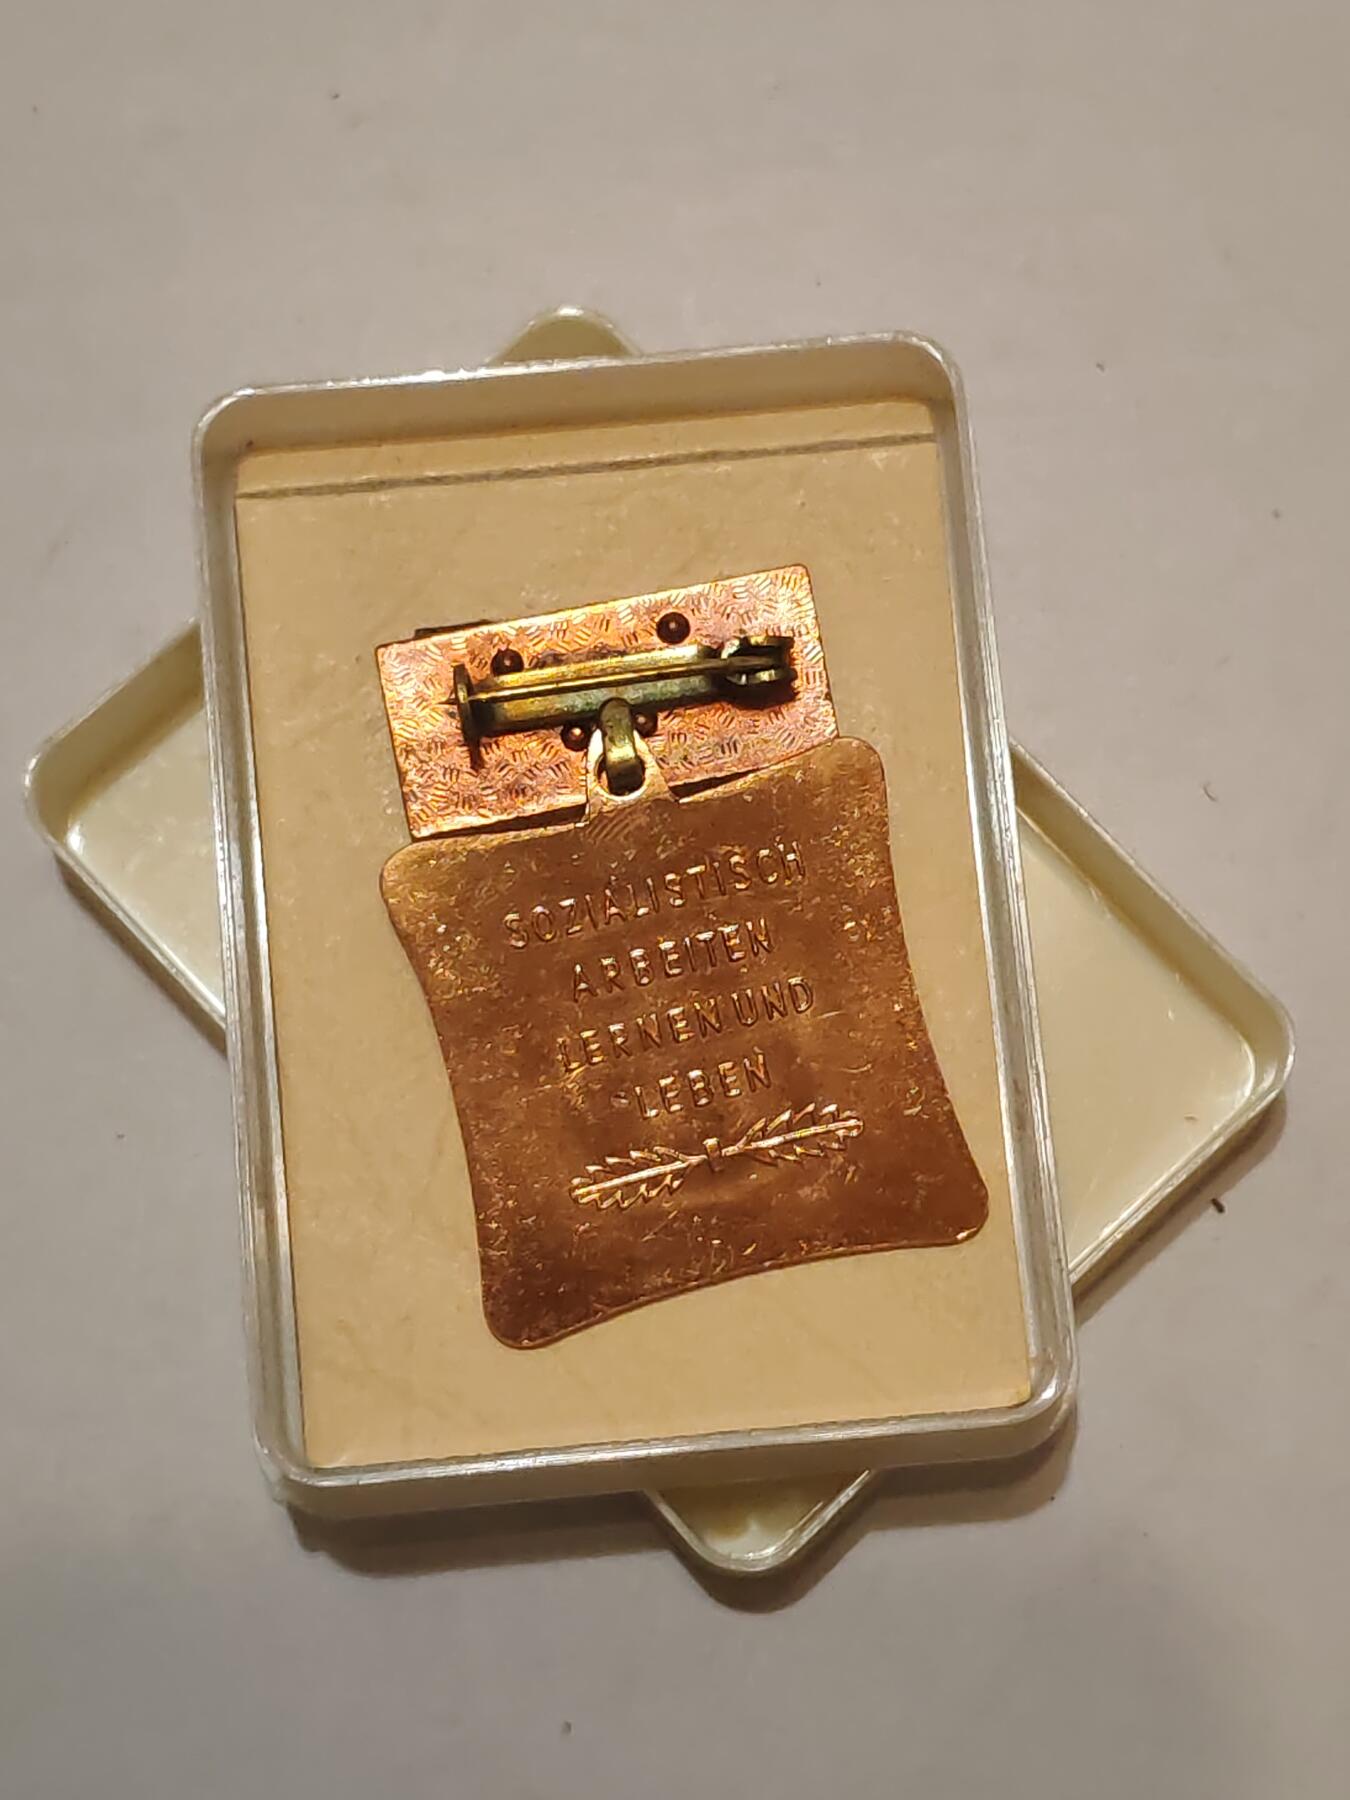 SOZIALISTISCH
ARBEITEN
LERNEN UND
LEBEN